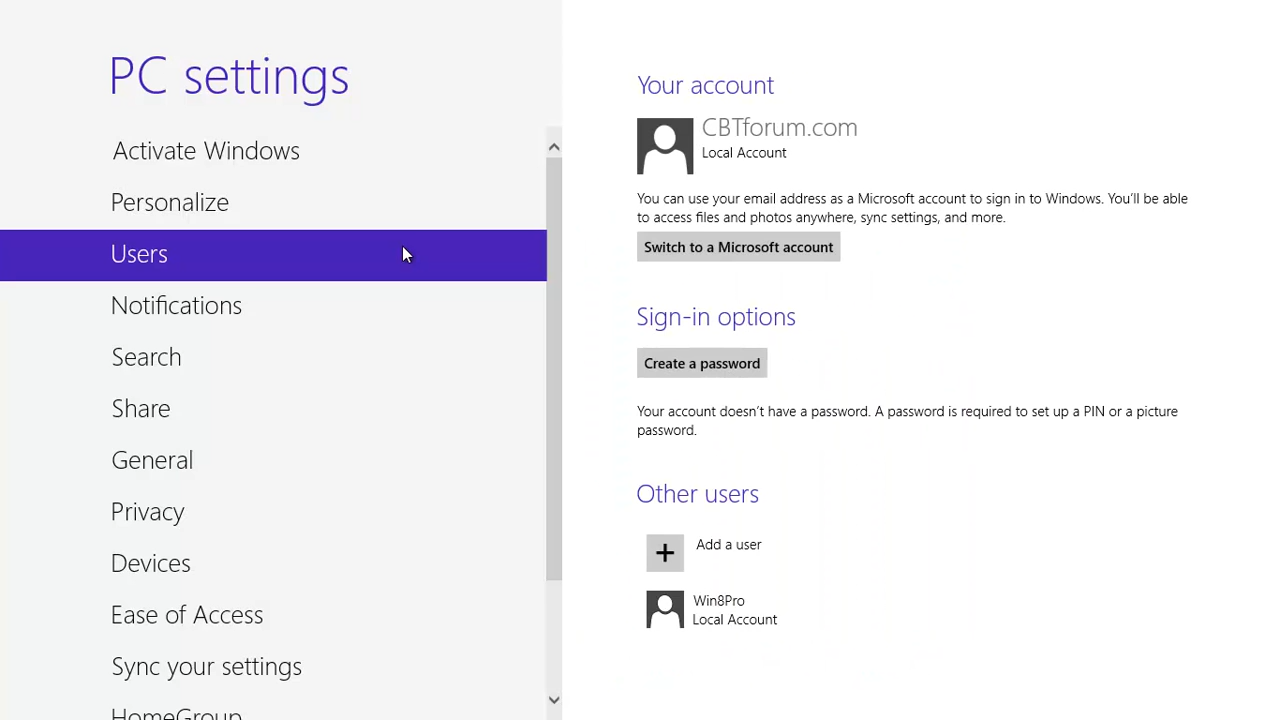 PC settings
Activate Windows
Personalize
Users
Notifications
Search
Share
General
Privacy
Devices
Ease of Access
Sync your settings
HomeGroup
Your account
CBTforum.com
Local Account
You can use your email address as a Microsoft account to sign in to Windows. You'll be able
to access files and photos anywhere, sync settings, and more.
Switch to a Microsoft account
Sign-in options
Create a password
Your account doesn't have a password. A password is required to set up a PIN or a picture
password.
Other users
Add a user
Win8Pro
Local Account